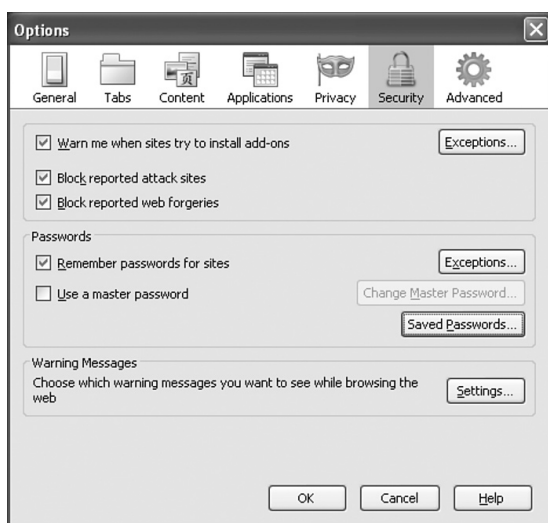 Options
General Tabs Content Applications Privacy Security Advanced
Warn me when sites try to install add-ons Exceptions...
Block reported attack sites
Block reported web forgeries
Passwords
Remember passwords for sites Exceptions...
Use a master password Change Master Password...
Saved Passwords...
Warning Messages
Choose which warning messages you want to see while browsing the
web
Settings...
OK Cancel Help